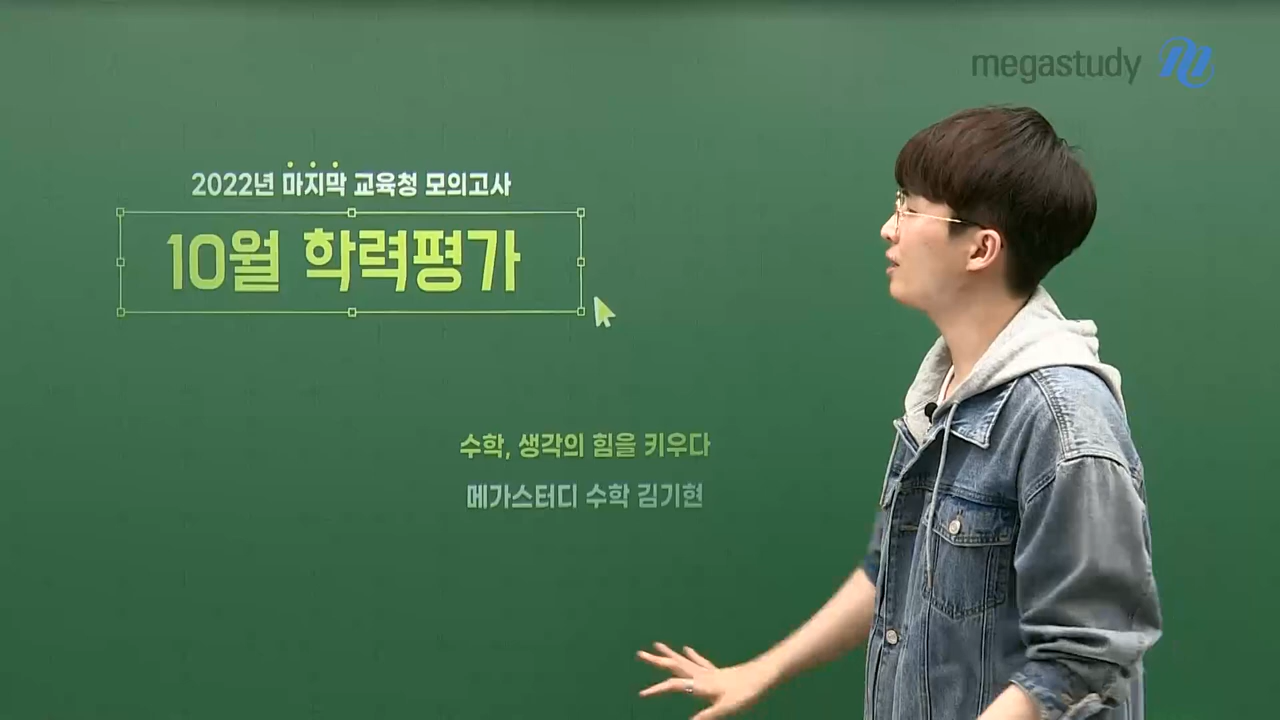 megastudy
2022년 마지막 교육청 모의고사
10월 학력평가
수학, 생각의 힘을 키우다
메가스터디 수학 김기현